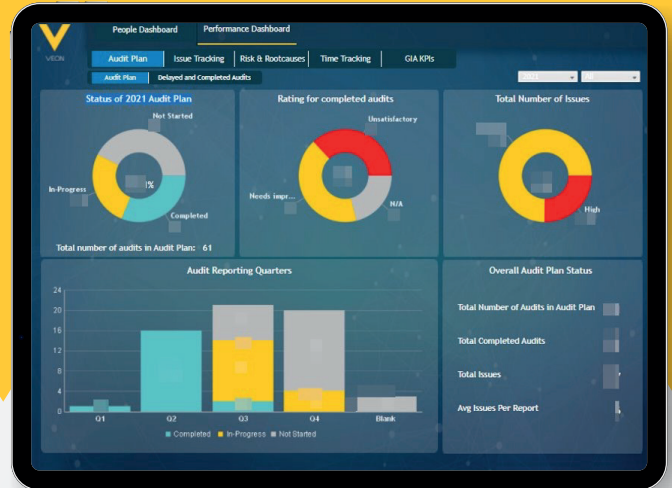 People Dashboard
Performance Dashboard
VEON
Audit Plan
Issue Tracking
Risk & Rootcauses
Time Tracking
GIA KPIs
Audit Plan
Delayed and Completed Audits
2021
All
Status of 2021 Audit Plan
Not Started
In-Progress
%
Completed
Total number of audits in Audit Plan: 61
Rating for completed audits
Unsatisfactory
Needs impr...
N/A
Total Number of Issues
High
Audit Reporting Quarters
24
20
16
12
8
4
0
Q1
Q2
Q3
Q4
Blank
Completed
In-Progress
Not Started
Overall Audit Plan Status
Total Number of Audits in Audit Plan
Total Completed Audits
Total Issues
Avg Issues Per Report